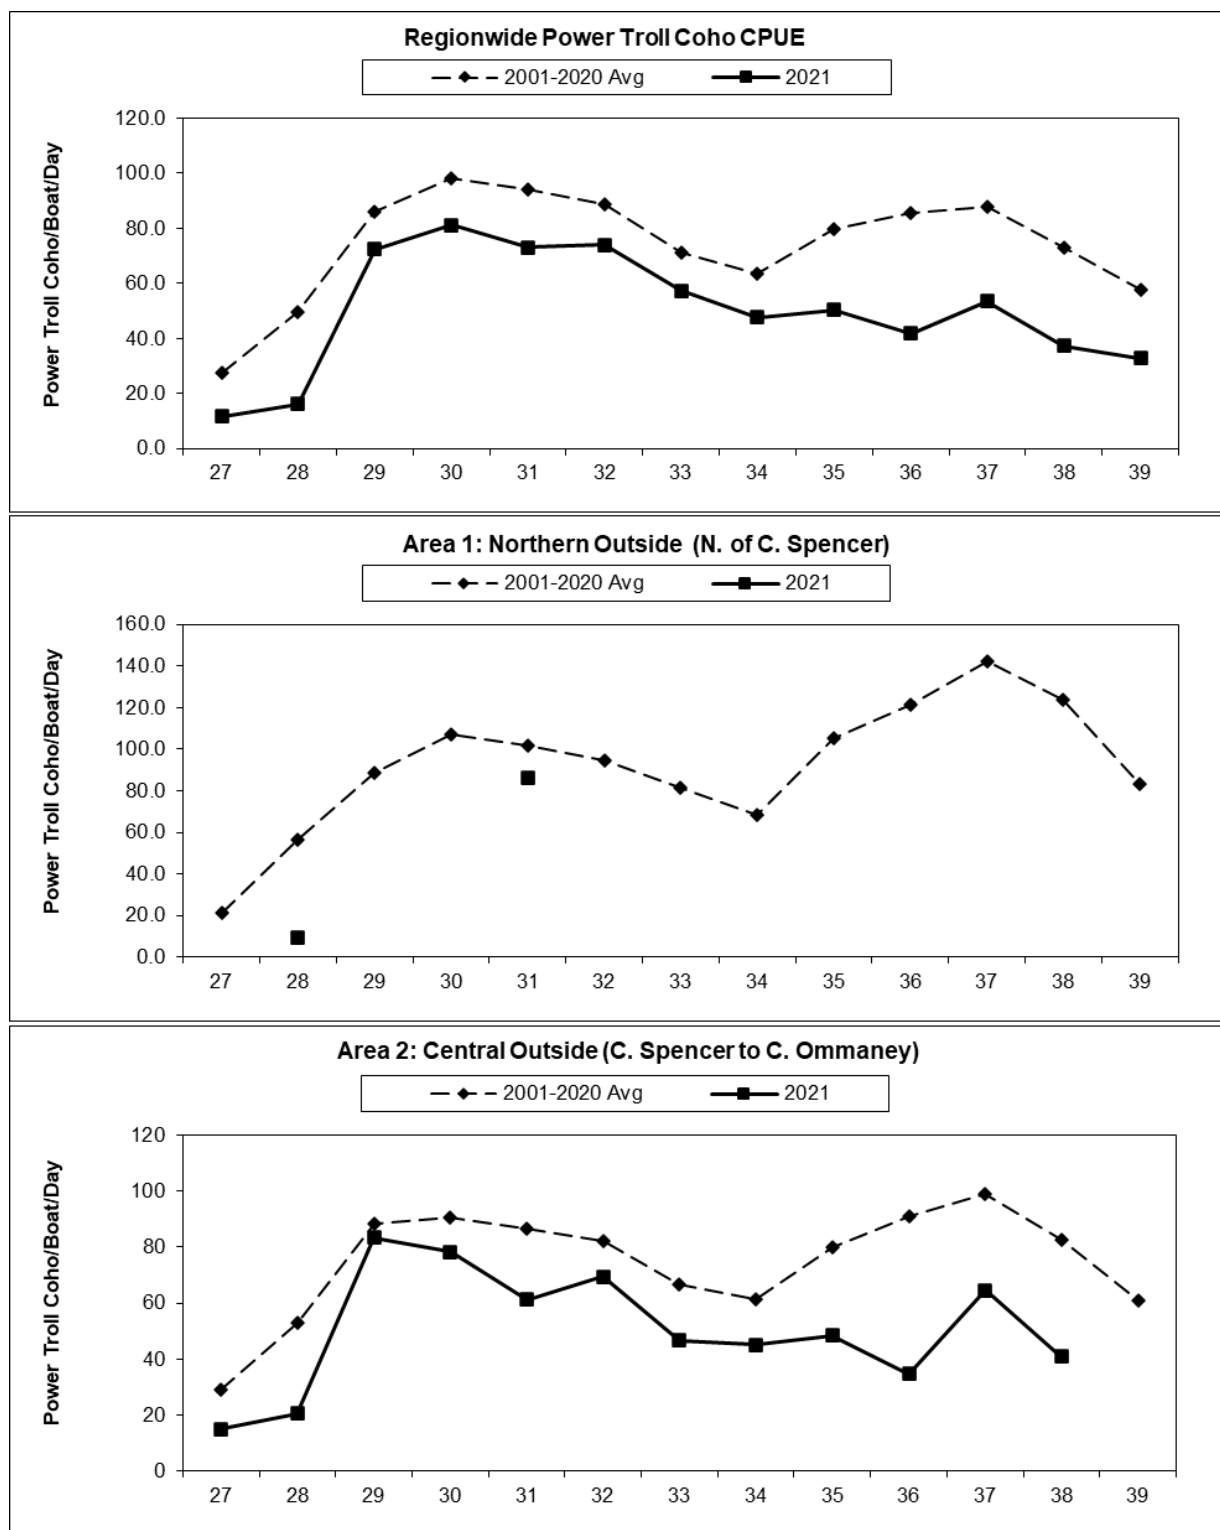 Regionwide Power Troll Coho CPUE
2001-2020 Avg 2021
Power Troll Coho/Boat/Day
120.0
100.0
80.0
60.0
40.0
20.0
0.0
27 28 29 30 31 32 33 34 35 36 37 38 39
Area 1: Northern Outside (N. of C. Spencer)
2001-2020 Avg 2021
Power Troll Coho/Boat/Day
160.0
140.0
120.0
100.0
80.0
60.0
40.0
20.0
0.0
27 28 29 30 31 32 33 34 35 36 37 38 39
Area 2: Central Outside (C. Spencer to C. Ommaney)
2001-2020 Avg 2021
Power Troll Coho/Boat/Day
120
100
80
60
40
20
0
27 28 29 30 31 32 33 34 35 36 37 38 39